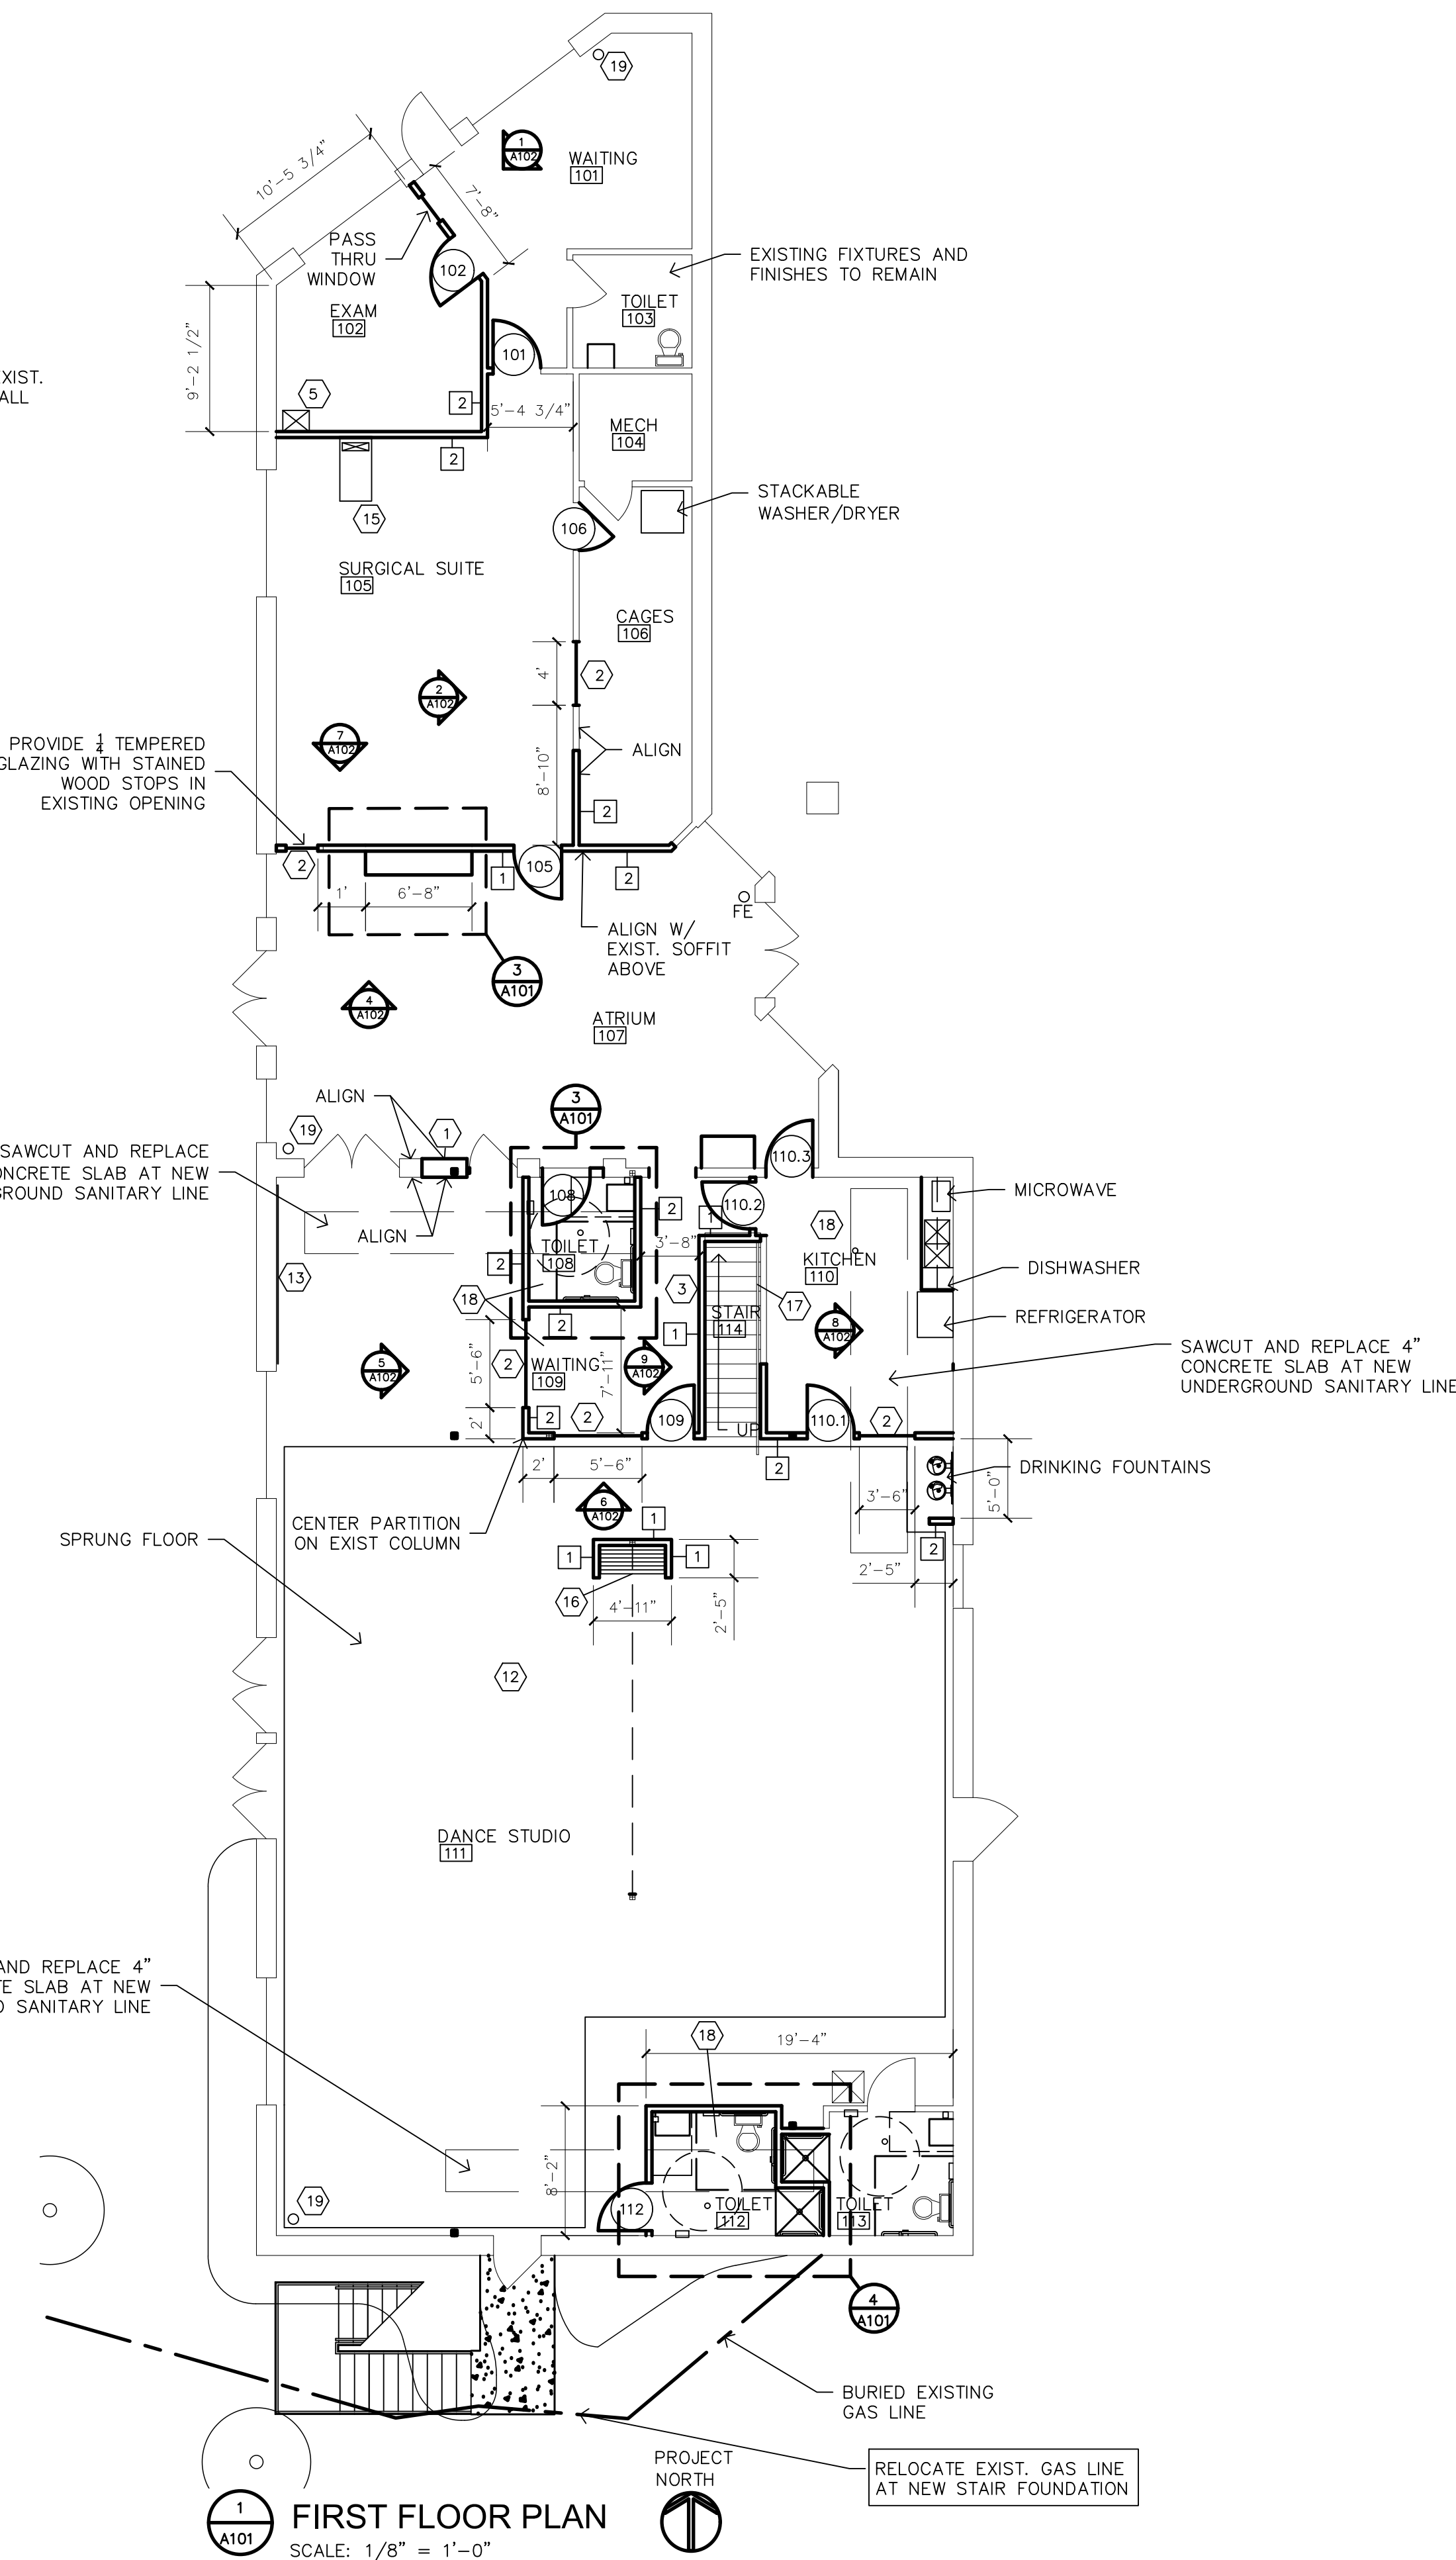 19
1
A102
WAITING
101
10'-5 3/4"
7'-8"
PASS
THRU
WINDOW
102
EXISTING FIXTURES AND
FINISHES TO REMAIN
EXAM
102
TOILET
103
9'-2 1/2"
101
EXIST.
ALL
5
2
5'-4 3/4"
MECH
104
2
STACKABLE
WASHER/DRYER
15
106
SURGICAL SUITE
105
CAGES
106
4'
2
2
A102
7
A102
PROVIDE 1/4 TEMPERED
GLAZING WITH STAINED
WOOD STOPS IN
EXISTING OPENING
ALIGN
8'-10"
2
2
105
1
2
1'
6'-8"
FE
ALIGN W/
EXIST. SOFFIT
ABOVE
3
A101
4
A102
ATRIUM
107
ALIGN
3
A101
19
1
SAWCUT AND REPLACE
CONCRETE SLAB AT NEW
GROUND SANITARY LINE
110.3
108
110.2
MICROWAVE
2
1
18
ALIGN
TOILET
108
3'-8"
KITCHEN
110
2
DISHWASHER
13
18
3
17
REFRIGERATOR
2
STAIR
114
1
8
A102
SAWCUT AND REPLACE 4"
CONCRETE SLAB AT NEW
UNDERGROUND SANITARY LINE
5'-6"
2
WAITING
109
9
A102
7'-11"
5
A102
2'
2
2
109
UP
110.1
2
2
2'
5'-6"
DRINKING FOUNTAINS
5'-0"
3'-6"
6
A102
CENTER PARTITION
ON EXIST COLUMN
SPRUNG FLOOR
1
1
1
2
2'-5"
16
4'-11"
2'-5"
12
DANCE STUDIO
111
AND REPLACE 4"
TE SLAB AT NEW
D SANITARY LINE
18
19'-4"
8'-2"
19
112
TOILET
112
TOILET
113
4
A101
BURIED EXISTING
GAS LINE
RELOCATE EXIST. GAS LINE
AT NEW STAIR FOUNDATION
PROJECT
NORTH
1
A101
FIRST FLOOR PLAN
SCALE: 1/8" = 1'-0"